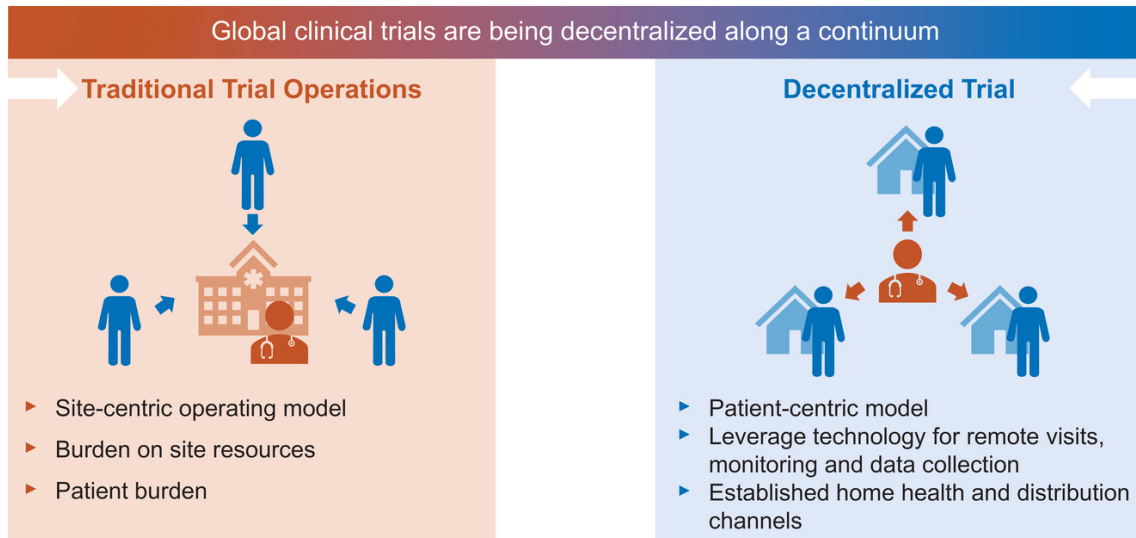 Global clinical trials are being decentralized along a continuum
Traditional Trial Operations
Site-centric operating model
Burden on site resources
Patient burden
Decentralized Trial
Patient-centric model
Leverage technology for remote visits,
monitoring and data collection
Established home health and distribution
channels